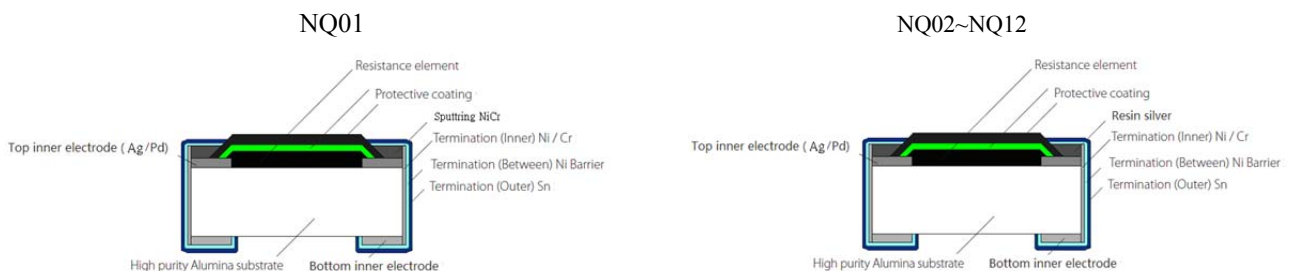 NQ01
Resistance element
Protective coating
Sputtring NiCr
Termination (Inner) Ni / Cr
Top inner electrode ( Ag/Pd)
Termination (Between) Ni Barrier
Termination (Outer) Sn
High purity Alumina substrate
Bottom inner electrode
NQ02~NQ12
Resistance element
Protective coating
Resin silver
Termination (Inner) Ni / Cr
Top inner electrode ( Ag/Pd)
Termination (Between) Ni Barrier
Termination (Outer) Sn
High purity Alumina substrate
Bottom inner electrode